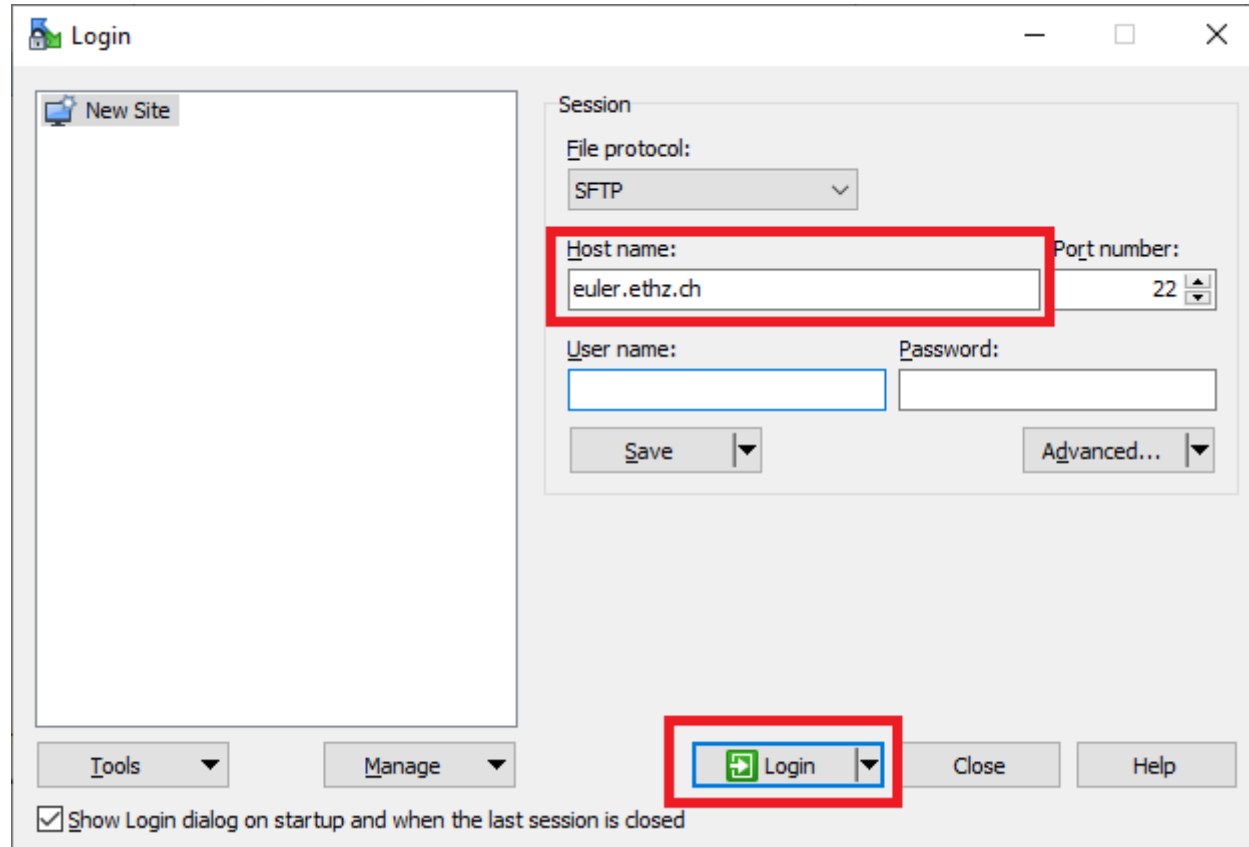 Login
New Site
Session
File protocol:
SFTP
Host name:
Port number:
euler.ethz.ch
22
User name:
Password:
Save
Advanced...
Tools
Manage
Login
Close
Help
Show Login dialog on startup and when the last session is closed